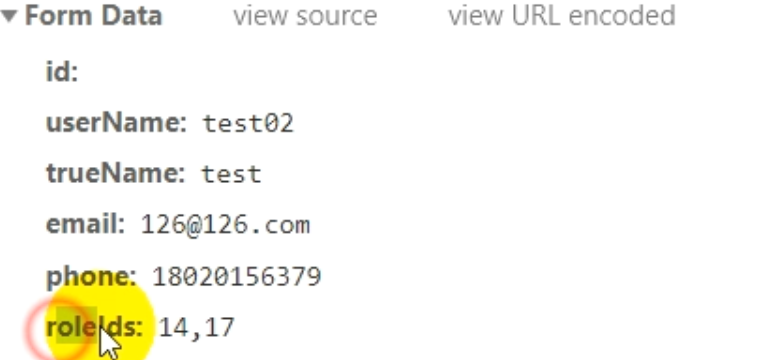 ▼ Form Data view source view URL encoded
id:
userName: test02
trueName: test
email: 126@126.com
phone: 18020156379
roleIds: 14,17